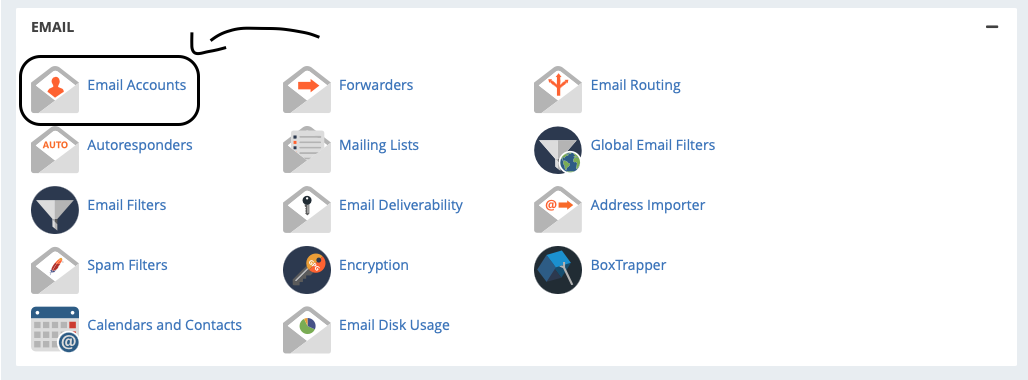 EMAIL
Email Accounts
Forwarders
Email Routing
AUTO
Autoresponders
Mailing Lists
Global Email Filters
Email Filters
Email Deliverability
@
Address Importer
Spam Filters
GPG
Encryption
BoxTrapper
@
Calendars and Contacts
Email Disk Usage